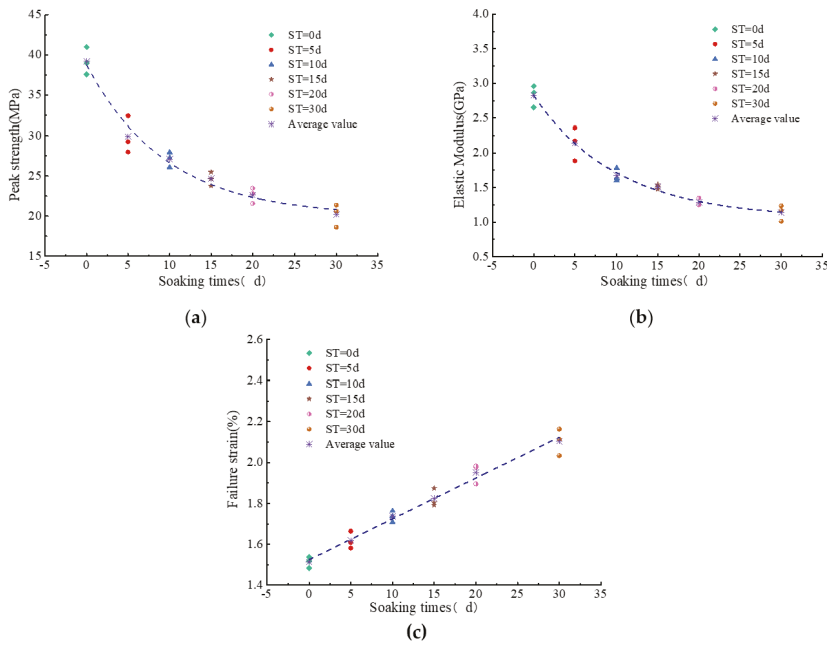 45
40
35
30
25
20
15
Peak strength(MPa)
ST=0d
ST=5d
ST=10d
ST=15d
ST=20d
ST=30d
Average value
-5 0 5 10 15 20 25 30 35
Soaking times( d)
(a)
4.0
3.5
3.0
2.5
2.0
1.5
1.0
0.5
Elastic Modulus(GPa)
ST=0d
ST=5d
ST=10d
ST=15d
ST=20d
ST=30d
Average value
-5 0 5 10 15 20 25 30 35
Soaking times( d)
(b)
2.6
2.4
2.2
2.0
1.8
1.6
1.4
Failure strain(%)
ST=0d
ST=5d
ST=10d
ST=15d
ST=20d
ST=30d
Average value
-5 0 5 10 15 20 25 30 35
Soaking times( d)
(c)